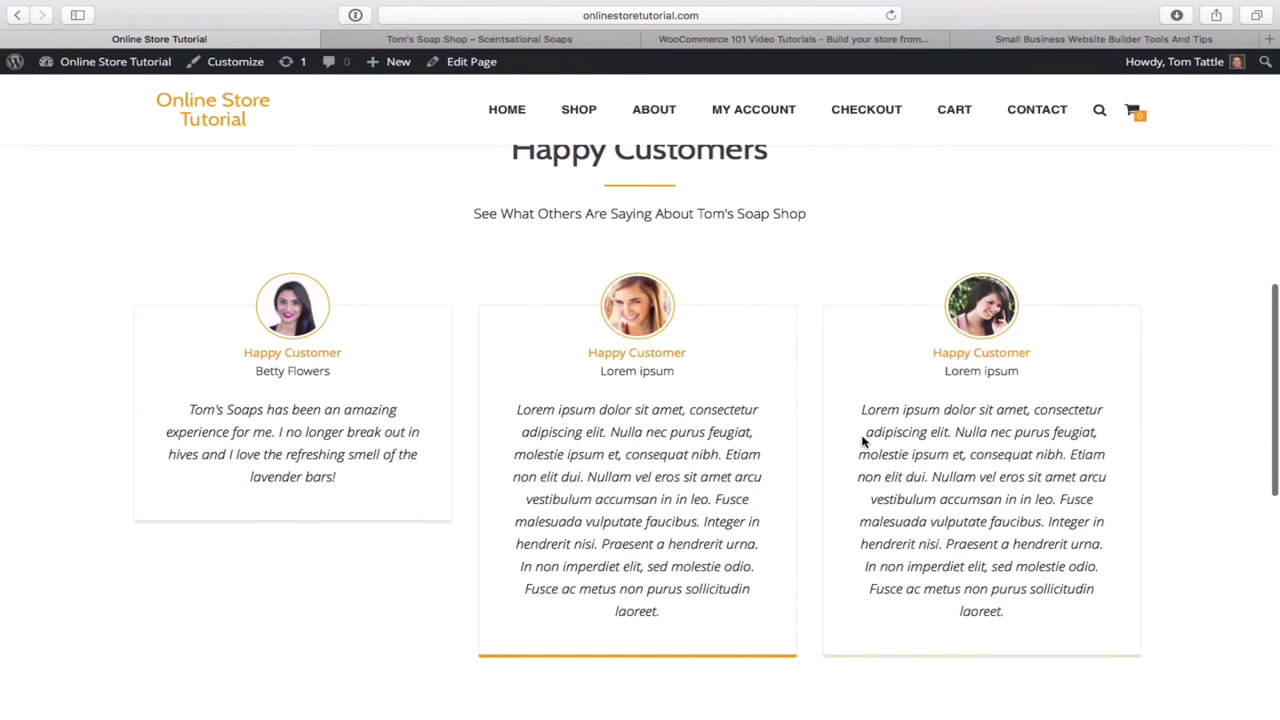 onlinestoretutorial.com
Online Store Tutorial
Tom's Soap Shop – Scentsational Soaps
WooCommerce 101 Video Tutorials - Build your store from...
Small Business Website Builder Tools And Tips
Online Store Tutorial
Customize
1
0
New
Edit Page
Howdy, Tom Tattle
Online Store
Tutorial
HOME
SHOP
ABOUT
MY ACCOUNT
CHECKOUT
CART
CONTACT
0
Happy Customers
See What Others Are Saying About Tom's Soap Shop
Happy Customer
Betty Flowers
Tom's Soaps has been an amazing
experience for me. I no longer break out in
hives and I love the refreshing smell of the
lavender bars!
Happy Customer
Lorem ipsum
Lorem ipsum dolor sit amet, consectetur
adipiscing elit. Nulla nec purus feugiat,
molestie ipsum et, consequat nibh. Etiam
non elit dui. Nullam vel eros sit amet arcu
vestibulum accumsan in in leo. Fusce
malesuada vulputate faucibus. Integer in
hendrerit nisi. Praesent a hendrerit urna.
In non imperdiet elit, sed molestie odio.
Fusce ac metus non purus sollicitudin
laoreet.
Happy Customer
Lorem ipsum
Lorem ipsum dolor sit amet, consectetur
adipiscing elit. Nulla nec purus feugiat,
molestie ipsum et, consequat nibh. Etiam
non elit dui. Nullam vel eros sit amet arcu
vestibulum accumsan in in leo. Fusce
malesuada vulputate faucibus. Integer in
hendrerit nisi. Praesent a hendrerit urna.
In non imperdiet elit, sed molestie odio.
Fusce ac metus non purus sollicitudin
laoreet.